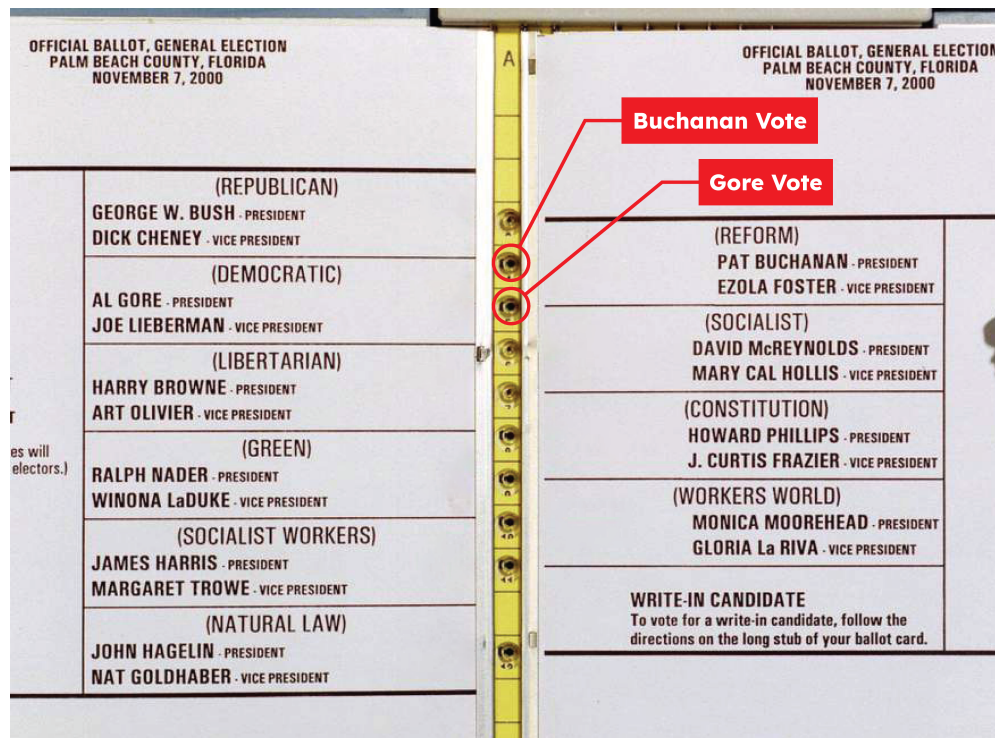 OFFICIAL BALLOT, GENERAL ELECTION
PALM BEACH COUNTY, FLORIDA
NOVEMBER 7, 2000
(REPUBLICAN)
GEORGE W. BUSH - PRESIDENT
DICK CHENEY - VICE PRESIDENT
(DEMOCRATIC)
AL GORE - PRESIDENT
JOE LIEBERMAN - VICE PRESIDENT
(LIBERTARIAN)
HARRY BROWNE - PRESIDENT
ART OLIVIER - VICE PRESIDENT
(GREEN)
RALPH NADER - PRESIDENT
WINONA LaDUKE - VICE PRESIDENT
(SOCIALIST WORKERS)
JAMES HARRIS - PRESIDENT
MARGARET TROWE - VICE PRESIDENT
(NATURAL LAW)
JOHN HAGELIN - PRESIDENT
NAT GOLDHABER - VICE PRESIDENT
es will
electors.)
A
Buchanan Vote
Gore Vote
OFFICIAL BALLOT, GENERAL ELECTION
PALM BEACH COUNTY, FLORIDA
NOVEMBER 7, 2000
(REFORM)
PAT BUCHANAN - PRESIDENT
EZOLA FOSTER - VICE PRESIDENT
(SOCIALIST)
DAVID McREYNOLDS - PRESIDENT
MARY CAL HOLLIS - VICE PRESIDENT
(CONSTITUTION)
HOWARD PHILLIPS - PRESIDENT
J. CURTIS FRAZIER - VICE PRESIDENT
(WORKERS WORLD)
MONICA MOOREHEAD - PRESIDENT
GLORIA La RIVA - VICE PRESIDENT
WRITE-IN CANDIDATE
To vote for a write-in candidate, follow the
directions on the long stub of your ballot card.